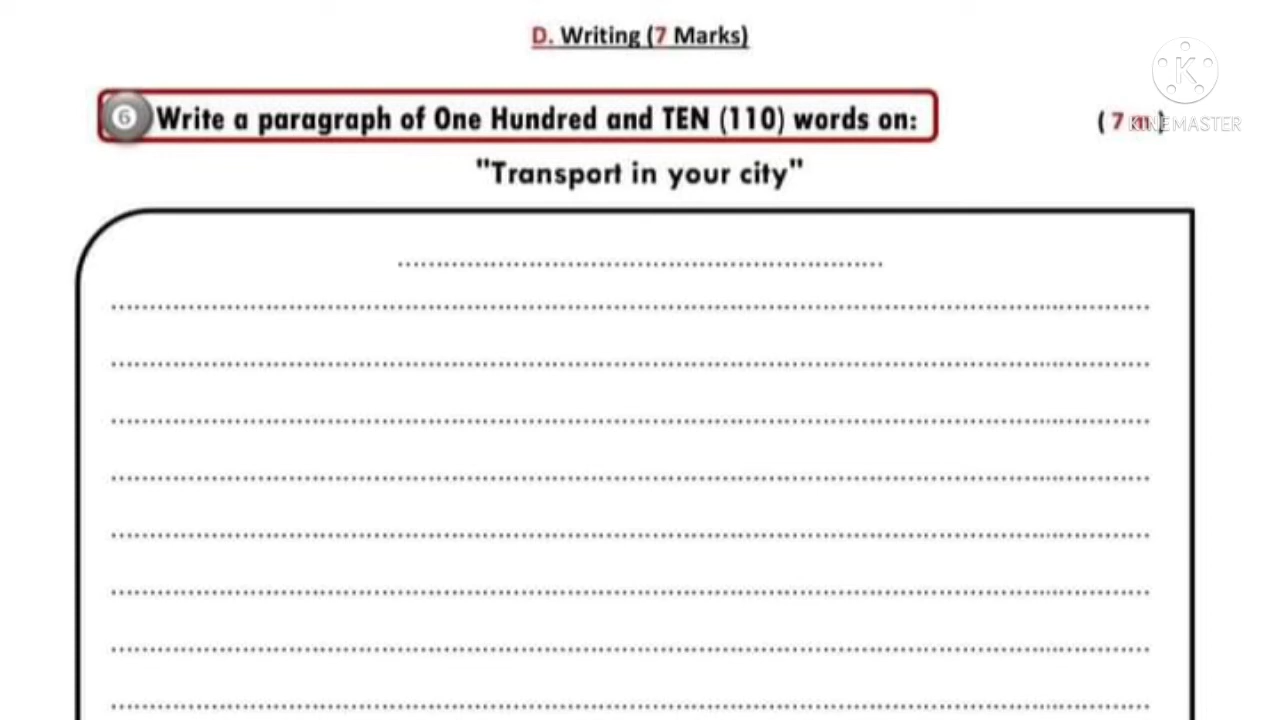 D. Writing (7 Marks)
6 Write a paragraph of One Hundred and TEN (110) words on: ( 7 m)
KINEMASTER
"Transport in your city"